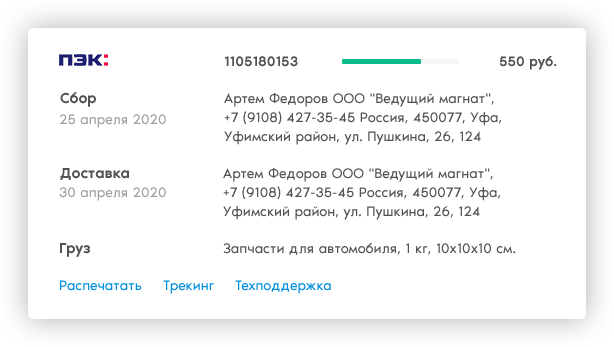 ПЭК: 1105180153 550 руб.
Сбор Артем Федоров ООО "Ведущий магнат",
25 апреля 2020 +7 (9108) 427-35-45 Россия, 450077, Уфа,
Уфимский район, ул. Пушкина, 26, 124
Доставка Артем Федоров ООО "Ведущий магнат",
30 апреля 2020 +7 (9108) 427-35-45 Россия, 450077, Уфа,
Уфимский район, ул. Пушкина, 26, 124
Груз Запчасти для автомобиля, 1 кг, 10x10x10 см.
Распечатать Трекинг Техподдержка